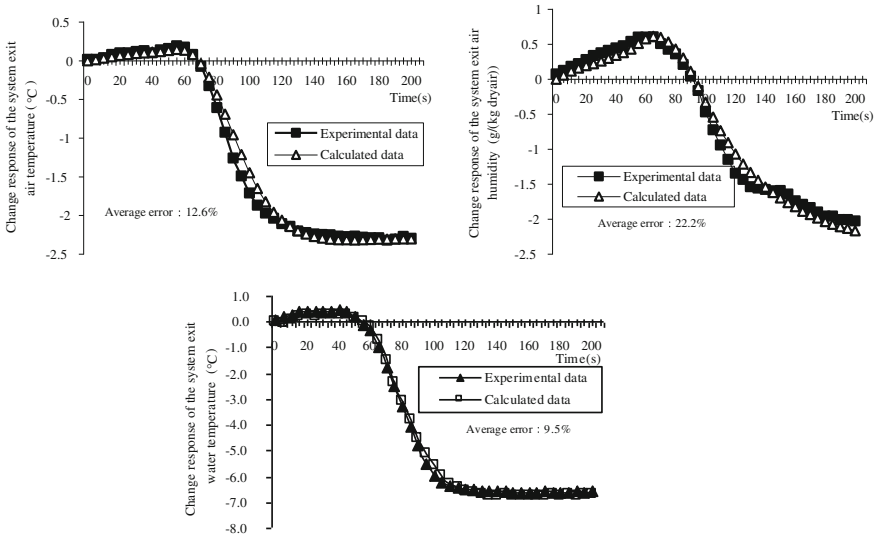 Change response of the system exit
air temperature (°C)
0.5
0
-0.5
-1
-1.5
-2
-2.5
0 20 40 60 80 100 120 140 160 180 200
Time(s)
Experimental data
Calculated data
Average error : 12.6%
Change response of the system exit air
humidity (g/(kg dryair))
1
0.5
0
-0.5
-1
-1.5
-2
-2.5
0 20 40 60 80 100 120 140 160 180 200
Time(s)
Experimental data
Calculated data
Average error : 22.2%
Change response of the system exit
water temperature (°C)
1.0
0.0
-1.0
-2.0
-3.0
-4.0
-5.0
-6.0
-7.0
-8.0
0 20 40 60 80 100 120 140 160 180 200
Time(s)
Experimental data
Calculated data
Average error : 9.5%